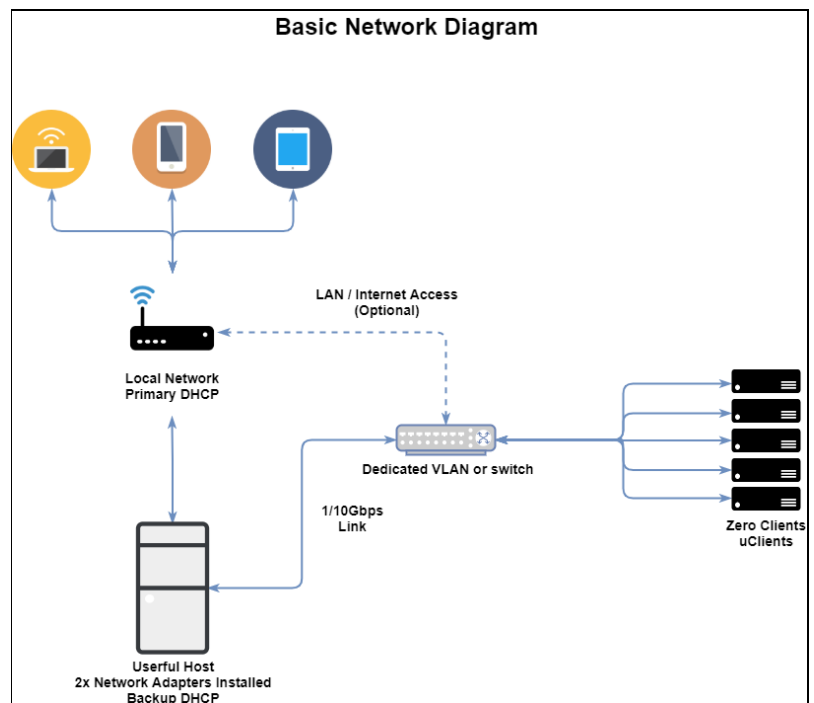 Basic Network Diagram
LAN / Internet Access
(Optional)
Local Network
Primary DHCP
Dedicated VLAN or switch
1/10Gbps
Link
Zero Clients
uClients
Userful Host
2x Network Adapters Installed
Backup DHCP